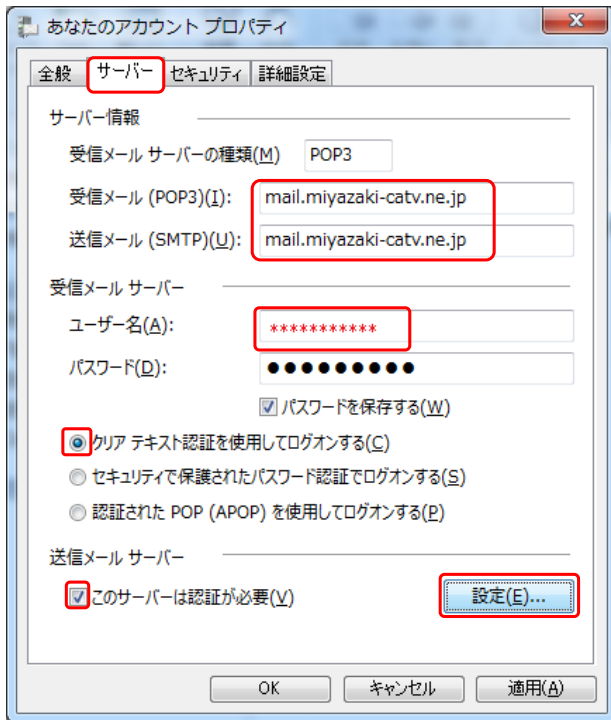 あなたのアカウント プロパティ
全般 サーバー セキュリティ 詳細設定
サーバー情報
受信メール サーバーの種類(M) POP3
受信メール (POP3)(I): mail.miyazaki-catv.ne.jp
送信メール (SMTP)(U): mail.miyazaki-catv.ne.jp
受信メール サーバー
ユーザー名(A): ***********
パスワード(D): ●●●●●●●●●
パスワードを保存する(W)
クリア テキスト認証を使用してログオンする(C)
セキュリティで保護されたパスワード認証でログオンする(S)
認証された POP (APOP) を使用してログオンする(P)
送信メール サーバー
このサーバーは認証が必要(V) 設定(E)...
OK キャンセル 適用(A)